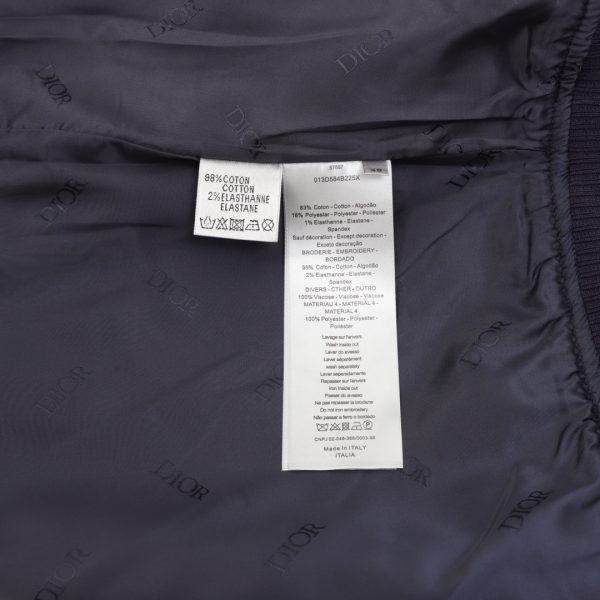 DIOR
DIOR
DIOR
DIOR
DIOR
DIOR
DIOR
DIOR
DIOR
DIOR
98% COTON
COTTON
2% ELASTHANNE
ELASTANE
013D584B225X
83% Coton - Cotton - Algodão
16% Polyester - Polyester - Poliéster
1% Elasthanne - Elastane -
Spandex
Sauf décoration - Except decoration -
Exceto decoração
BRODERIE - EMBROIDERY -
BORDADO
98% Coton - Cotton - Algodão
2% Elasthanne - Elastane -
Spandex
DIVERS - CTHER - OUTRO
100% Viscose - Viscose - Viscose
MATERIAU 4 - MATERIAL 4 -
MATERIAL 4
100% Polyester - Polyester -
Poliéster
Lavage sur l'envers
Wash inside out
Lavar do avesso
Laver séparément
wash separately
Lavar separadamente
Repasser sur l'envers
Iron inside out
Passar do avesso
Ne pas repasser la broderie
Do not iron embroidery
Não passar a ferro o bordado
Made in ITALY
ITALIA